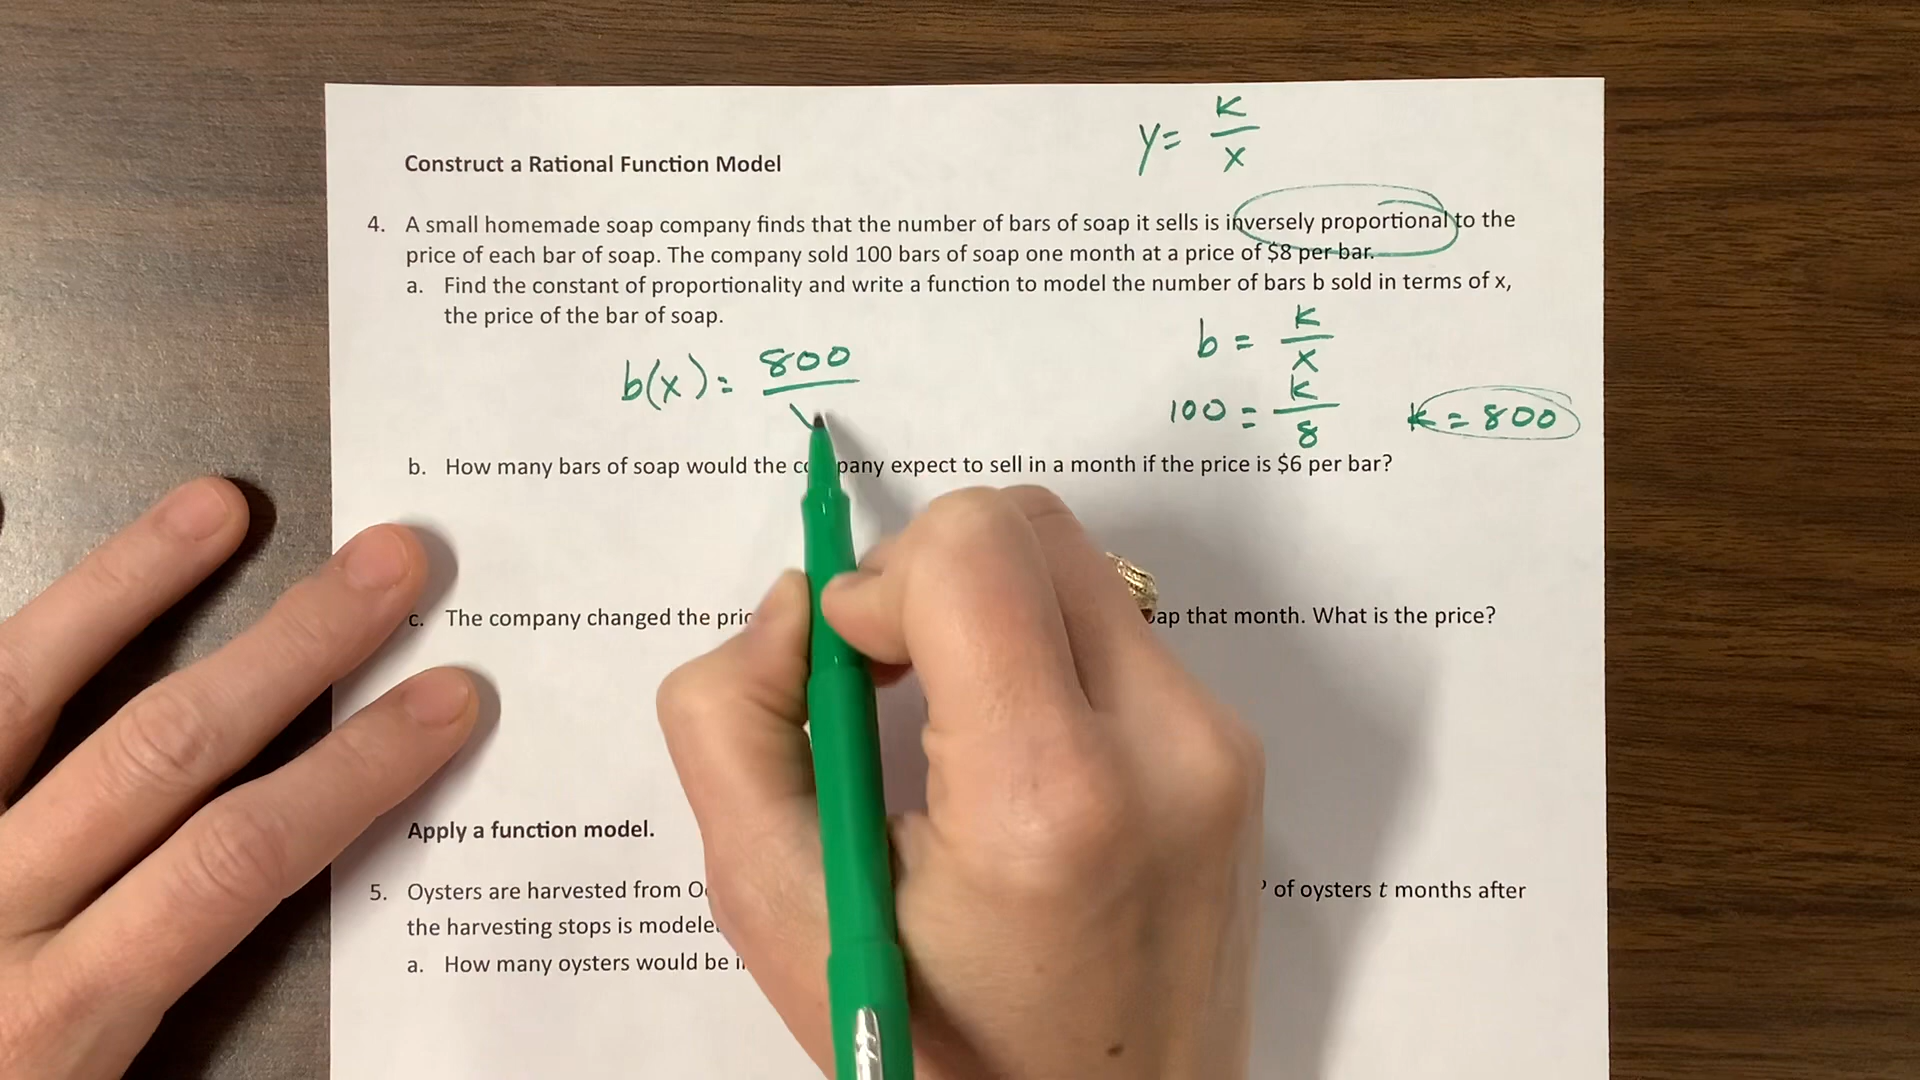 y = K/x
Construct a Rational Function Model
4. A small homemade soap company finds that the number of bars of soap it sells is inversely proportional to the
price of each bar of soap. The company sold 100 bars of soap one month at a price of $8 per bar.
a. Find the constant of proportionality and write a function to model the number of bars b sold in terms of x,
the price of the bar of soap.
b = K/x
b(x) = 800/
100 = K/8
K = 800
b. How many bars of soap would the company expect to sell in a month if the price is $6 per bar?
c. The company changed the that month. What is the price?
Apply a function model.
5. Oysters are harvested from of oysters t months after
the harvesting stops is
a. How many oysters would be